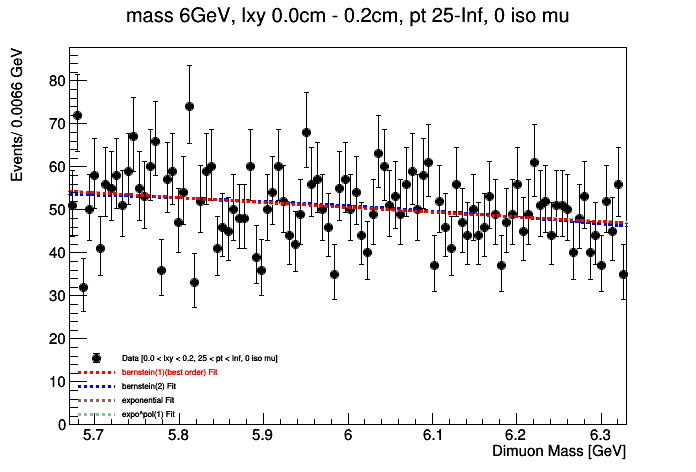 mass 6GeV, lxy 0.0cm - 0.2cm, pt 25-Inf, 0 iso mu
Events/ 0.0066 GeV
80
70
60
50
40
30
20
10
0
Data [0.0 < lxy < 0.2, 25 < pt < Inf, 0 iso mu]
bernstein(1)(best order) Fit
bernstein(2) Fit
exponential Fit
expo*pol(1) Fit
5.7 5.8 5.9 6 6.1 6.2 6.3
Dimuon Mass [GeV]